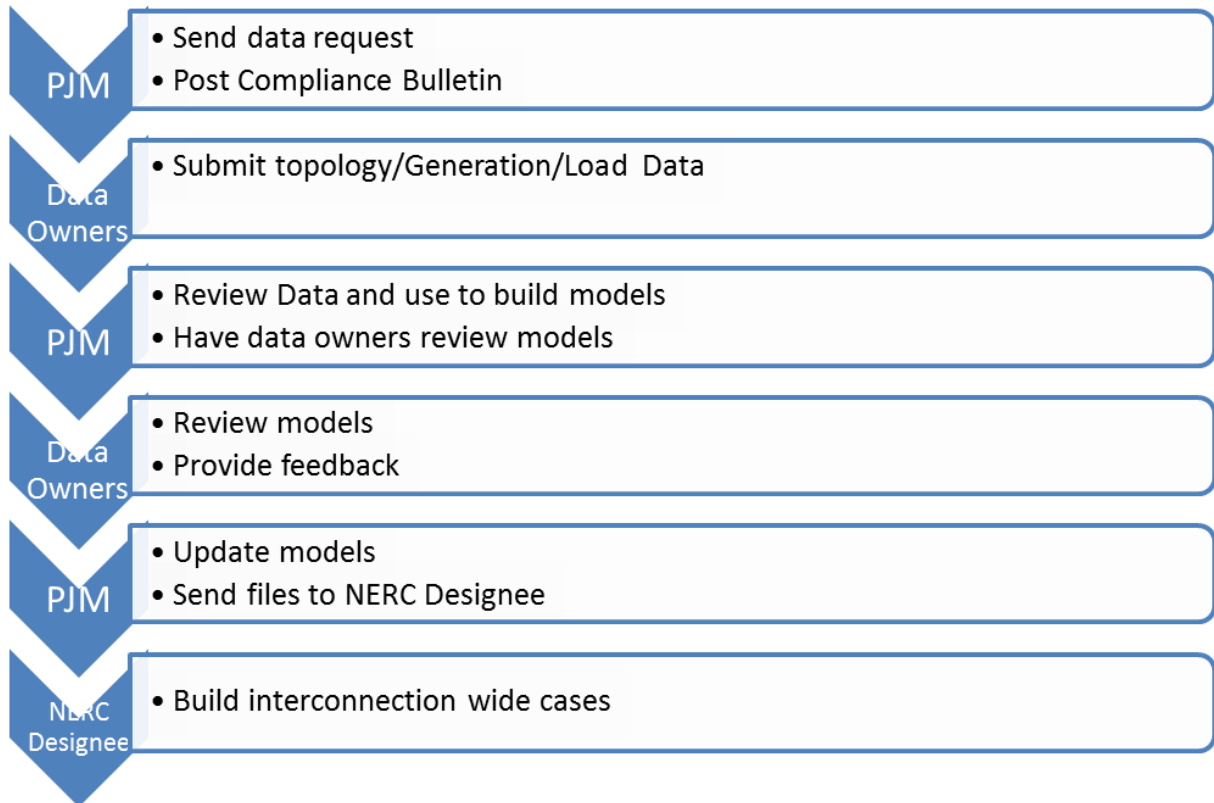 PJM
• Send data request
• Post Compliance Bulletin
Data
Owners
• Submit topology/Generation/Load Data
PJM
• Review Data and use to build models
• Have data owners review models
Data
Owners
• Review models
• Provide feedback
PJM
• Update models
• Send files to NERC Designee
NERC
Designee
• Build interconnection wide cases